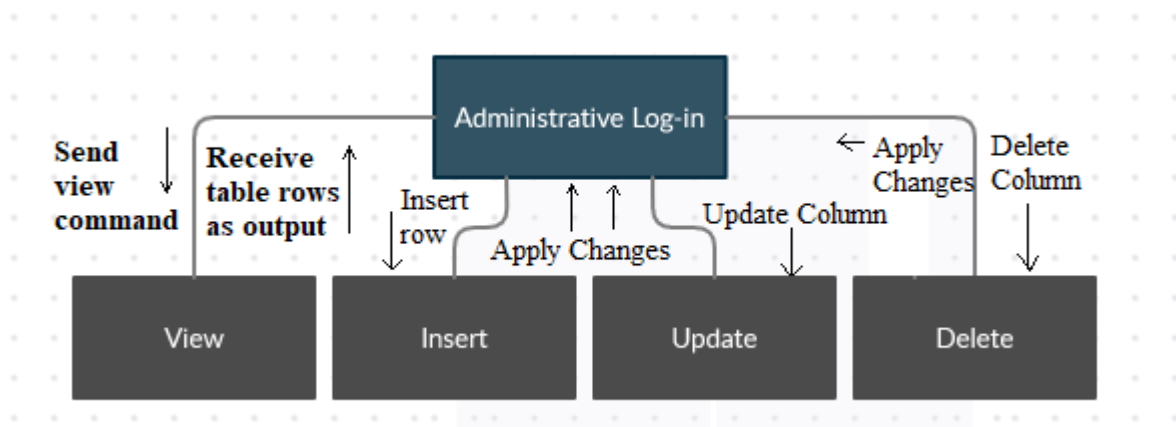 Administrative Log-in
Send
view
command
Receive
table rows
as output
Insert
row
Apply Changes
Update Column
Apply
Changes
Delete
Column
View
Insert
Update
Delete